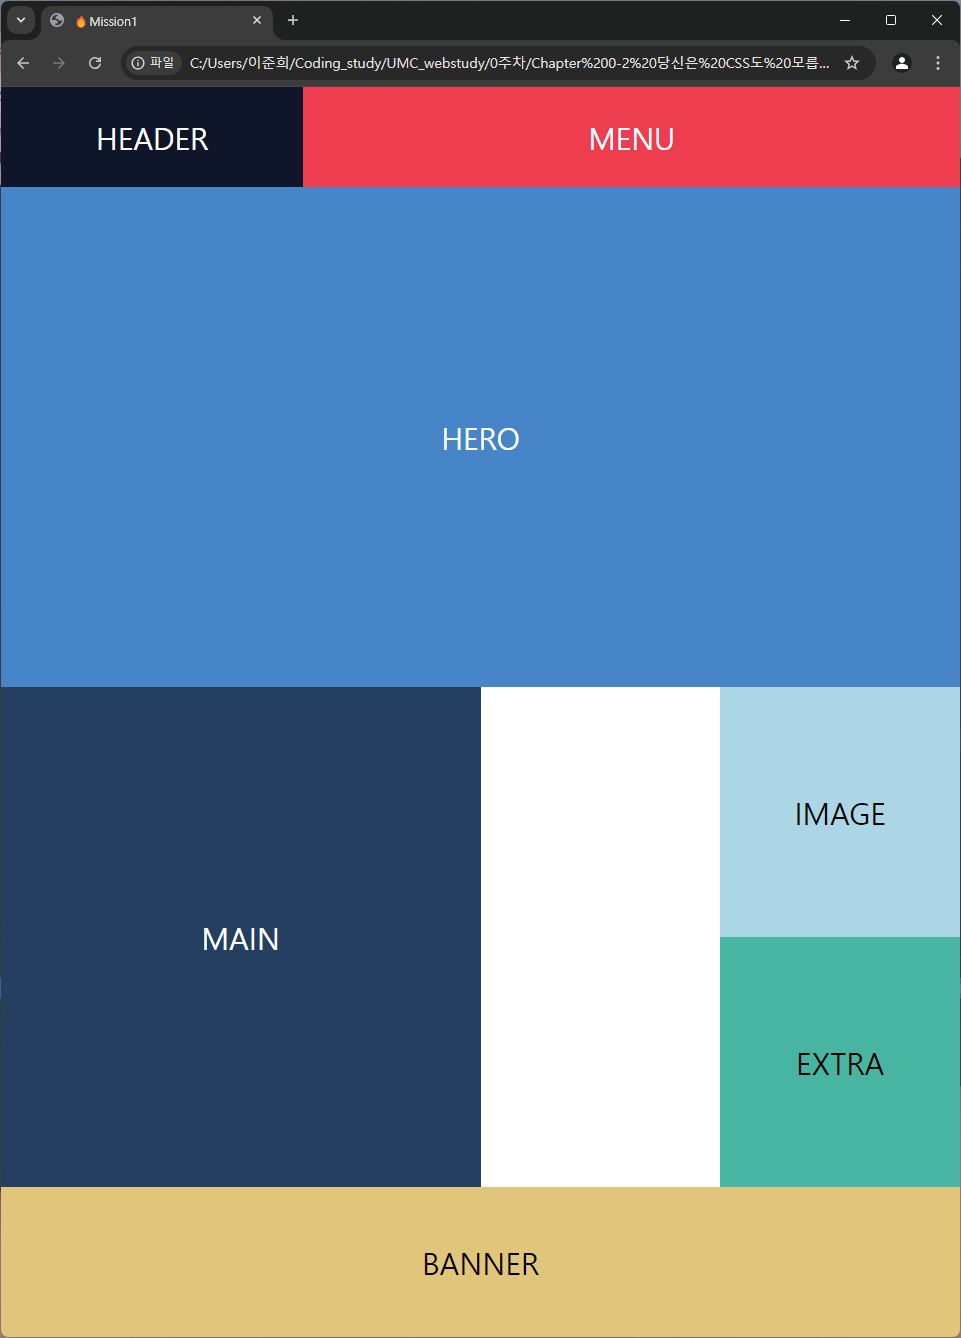 🔥Mission1
파일
C:/Users/이준희/Coding_study/UMC_webstudy/0주차/Chapter%200-2%20당신은%20CSS도%20모릅...
HEADER
MENU
HERO
MAIN
IMAGE
EXTRA
BANNER